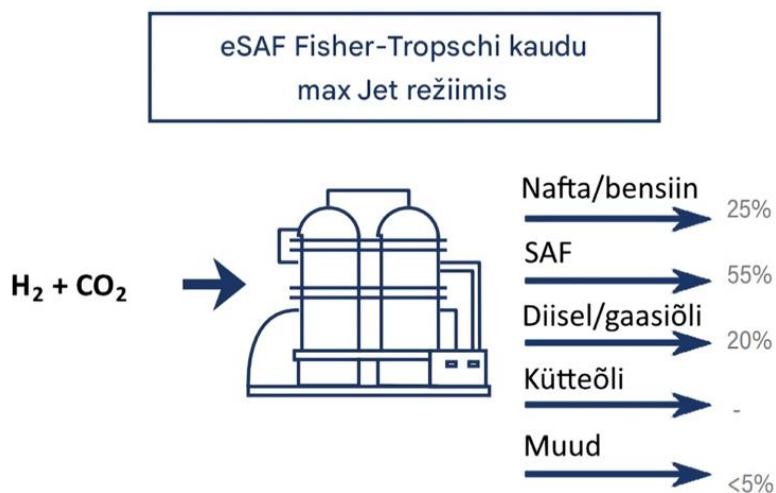 eSAF Fisher-Tropschi kaudu
max Jet režiimis
Nafta/bensiin
25%
SAF
55%
H₂ + CO₂
Diisel/gaasiõli
20%
Kütteõli
-
Muud
<5%